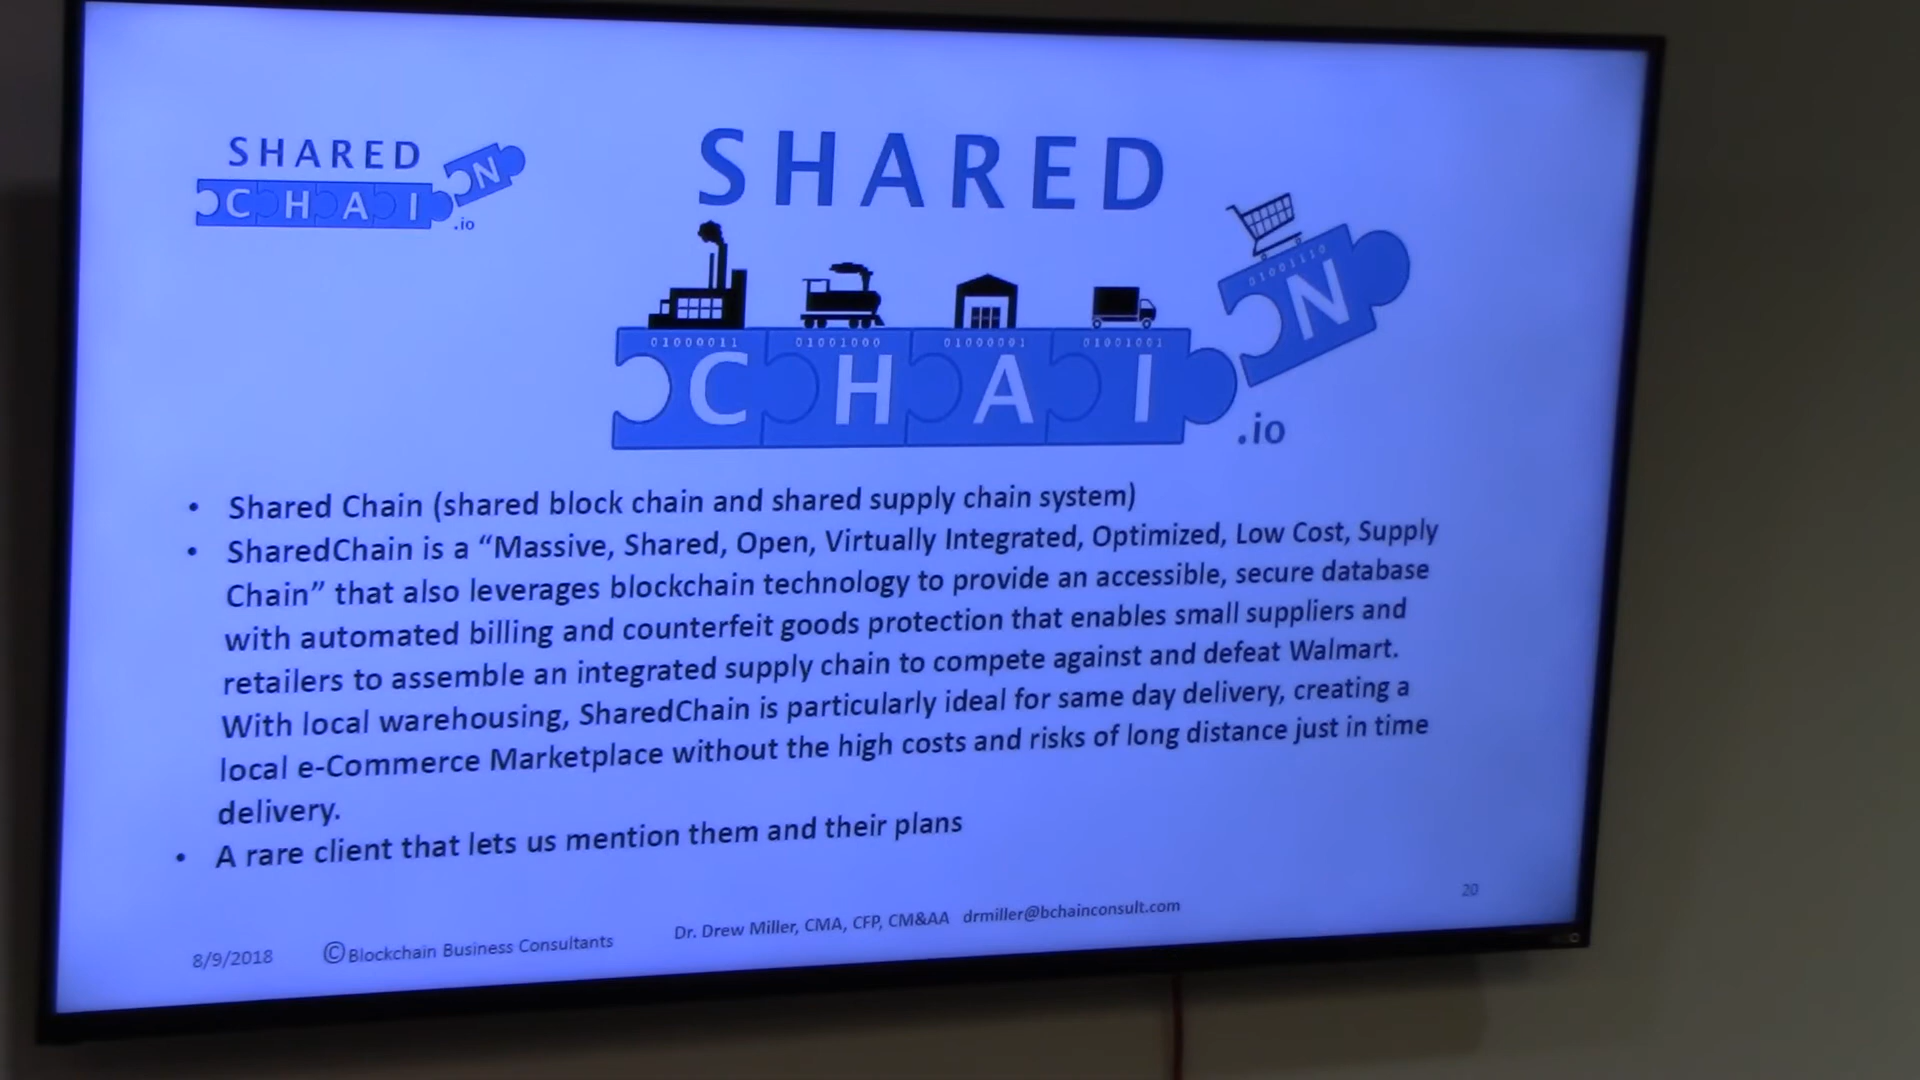 SHARED
CHAIN
.io
SHARED
01000011 01001000 01000001 01001001 01001110
CHAIN
.io
• Shared Chain (shared block chain and shared supply chain system)
• SharedChain is a “Massive, Shared, Open, Virtually Integrated, Optimized, Low Cost, Supply
Chain” that also leverages blockchain technology to provide an accessible, secure database
with automated billing and counterfeit goods protection that enables small suppliers and
retailers to assemble an integrated supply chain to compete against and defeat Walmart.
With local warehousing, SharedChain is particularly ideal for same day delivery, creating a
local e-Commerce Marketplace without the high costs and risks of long distance just in time
delivery.
• A rare client that lets us mention them and their plans
8/9/2018 ©Blockchain Business Consultants Dr. Drew Miller, CMA, CFP, CM&AA drmiller@bchainconsult.com 20